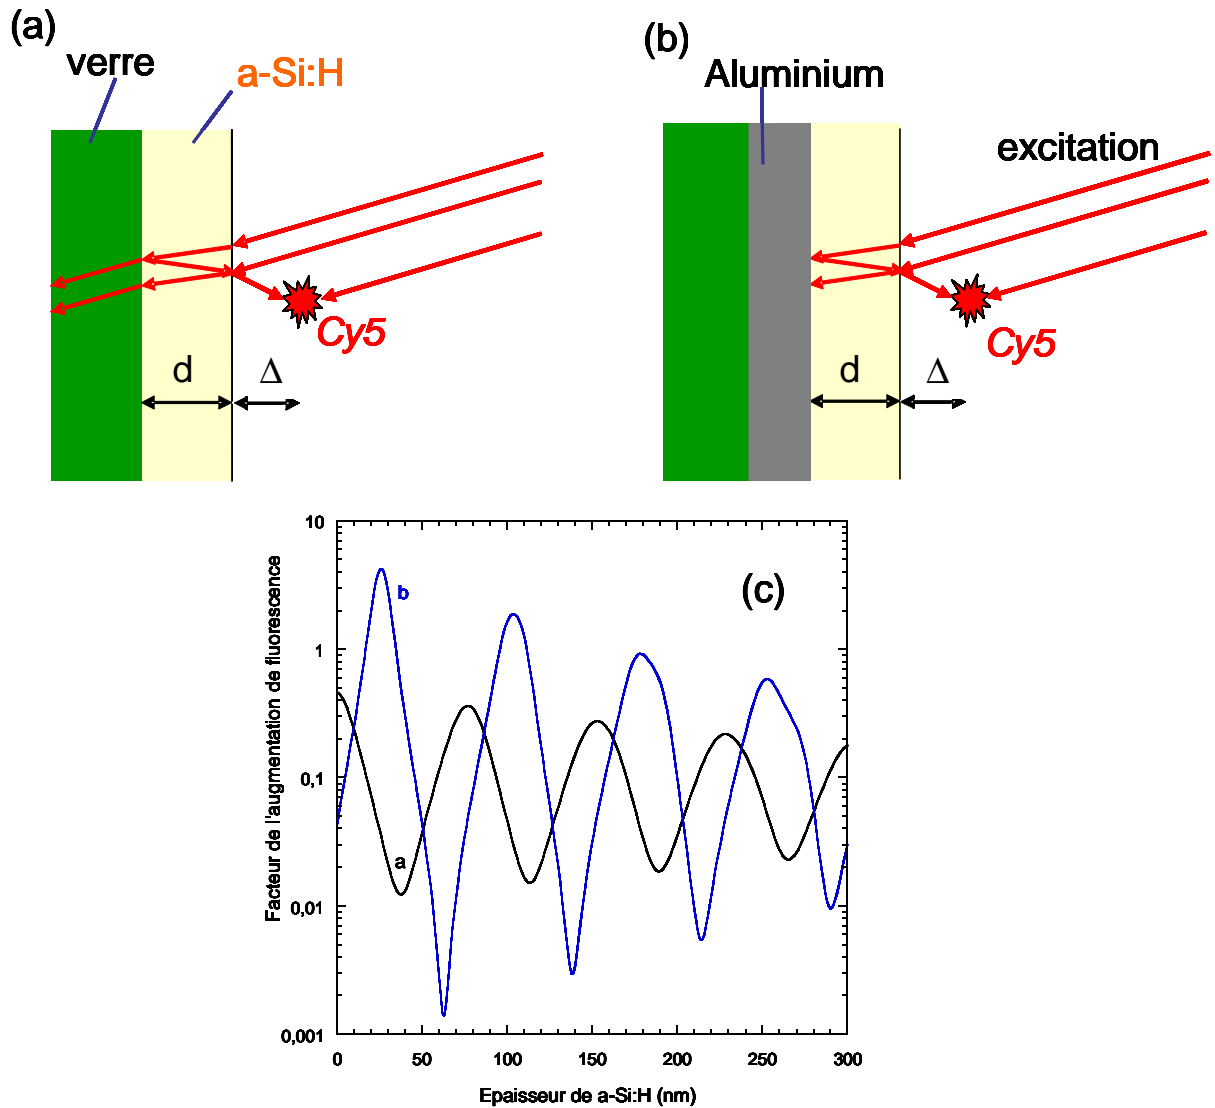 (a)
verre
a-Si:H
Cy5
d
Δ
(b)
Aluminium
excitation
Cy5
d
Δ
(c)
Facteur de l'augmentation de fluorescence
10
1
0,1
0,01
0,001
b
a
0
50
100
150
200
250
300
Epaisseur de a-Si:H (nm)